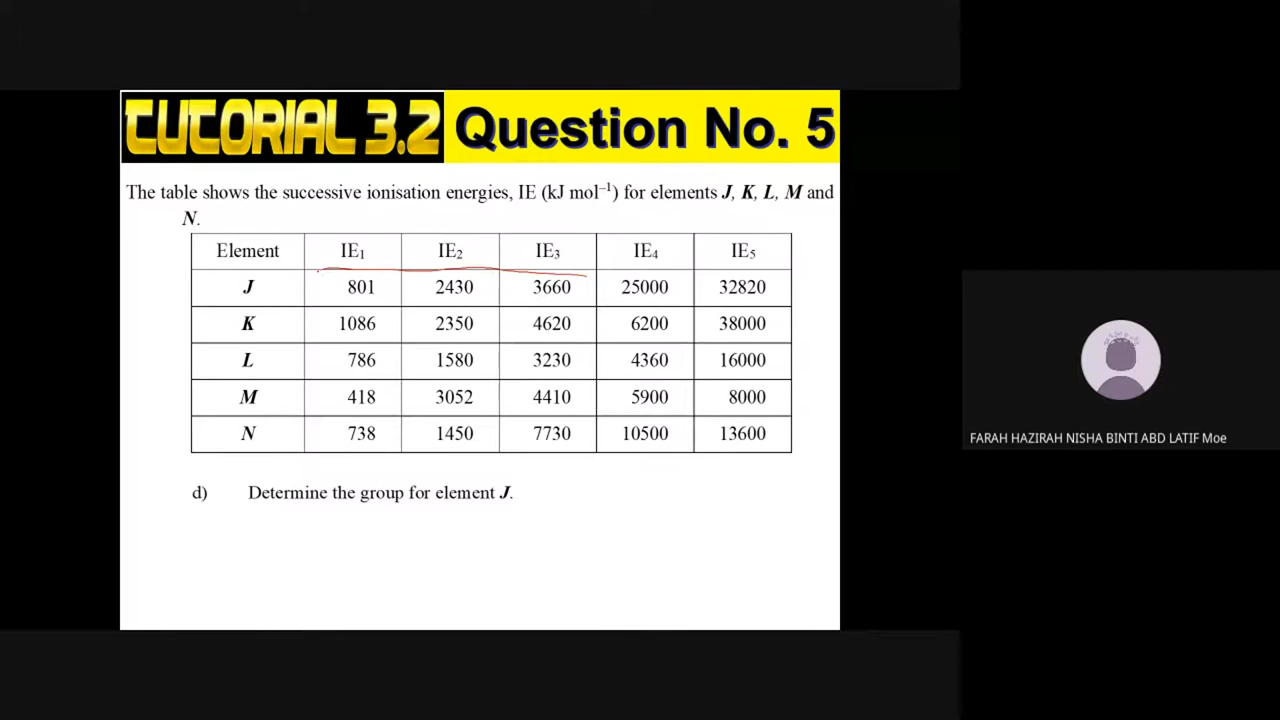 TUTORIAL 3.2 Question No. 5
The table shows the successive ionisation energies, IE (kJ mol⁻¹) for elements J, K, L, M and
N.
Element IE₁ IE₂ IE₃ IE₄ IE₅
J 801 2430 3660 25000 32820
K 1086 2350 4620 6200 38000
L 786 1580 3230 4360 16000
M 418 3052 4410 5900 8000
N 738 1450 7730 10500 13600
d) Determine the group for element J.
FARAH HAZIRAH NISHA BINTI ABD LATIF Moe